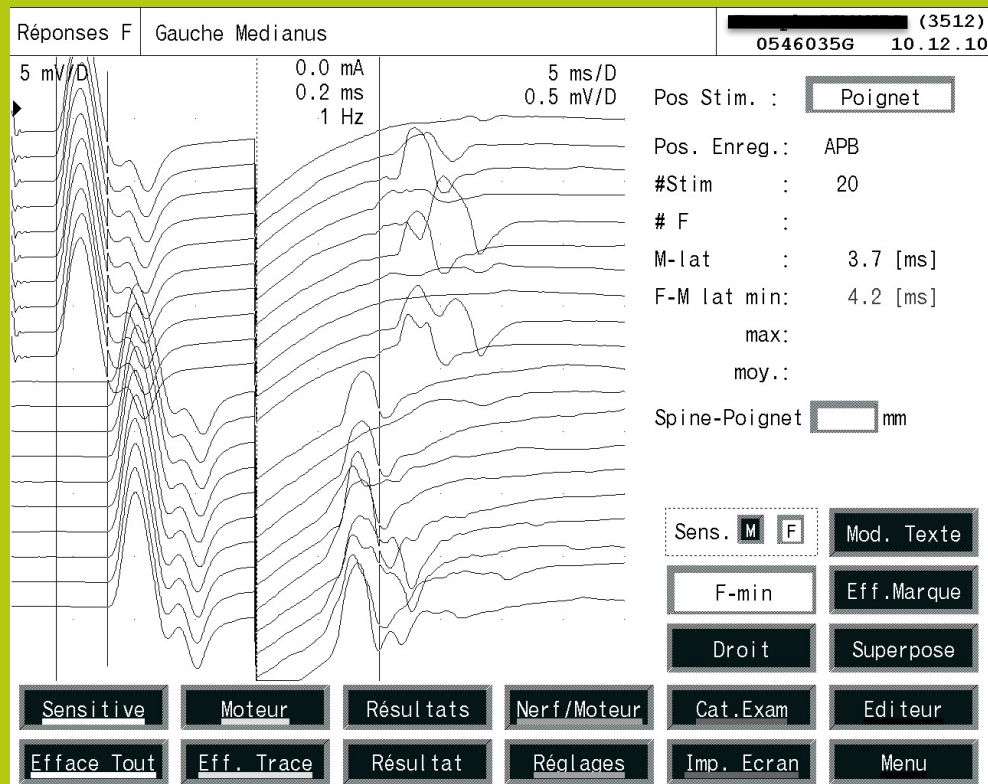 Réponses F
Gauche Medianus
(3512)
0546035G 10.12.10
5 mV/D
0.0 mA
0.2 ms
1 Hz
5 ms/D
0.5 mV/D
Pos Stim. : Poignet
Pos. Enreg.: APB
#Stim : 20
# F :
M-lat : 3.7 [ms]
F-M lat min: 4.2 [ms]
max:
moy.:
Spine-Poignet mm
Sens. M F
Mod. Texte
F-min
Eff.Marque
Droit
Superpose
Sensitive
Moteur
Résultats
Nerf/Moteur
Cat.Exam
Editeur
Efface Tout
Eff. Trace
Résultat
Réglages
Imp. Ecran
Menu